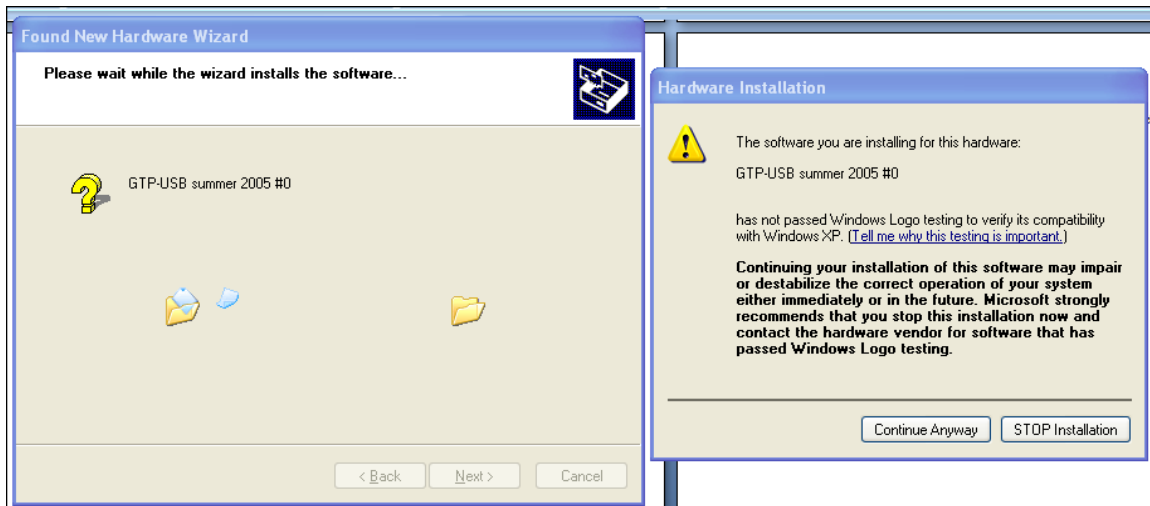 Found New Hardware Wizard
Please wait while the wizard installs the software...
GTP-USB summer 2005 #0
< Back
Next >
Cancel
Hardware Installation
The software you are installing for this hardware:
GTP-USB summer 2005 #0
has not passed Windows Logo testing to verify its compatibility
with Windows XP. (Tell me why this testing is important.)
Continuing your installation of this software may impair
or destabilize the correct operation of your system
either immediately or in the future. Microsoft strongly
recommends that you stop this installation now and
contact the hardware vendor for software that has
passed Windows Logo testing.
Continue Anyway
STOP Installation